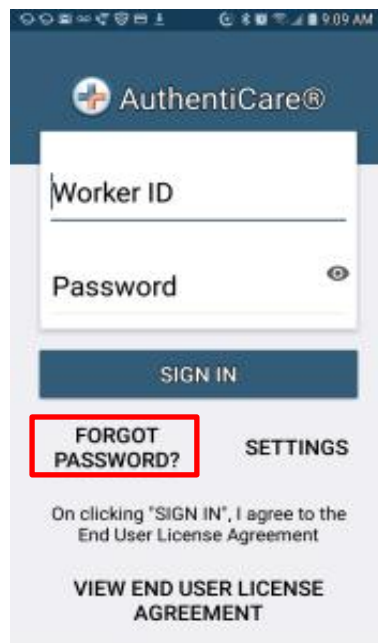 9:09 AM
AuthentiCare®
Worker ID
Password
SIGN IN
FORGOT
PASSWORD?
SETTINGS
On clicking "SIGN IN", I agree to the
End User License Agreement
VIEW END USER LICENSE
AGREEMENT